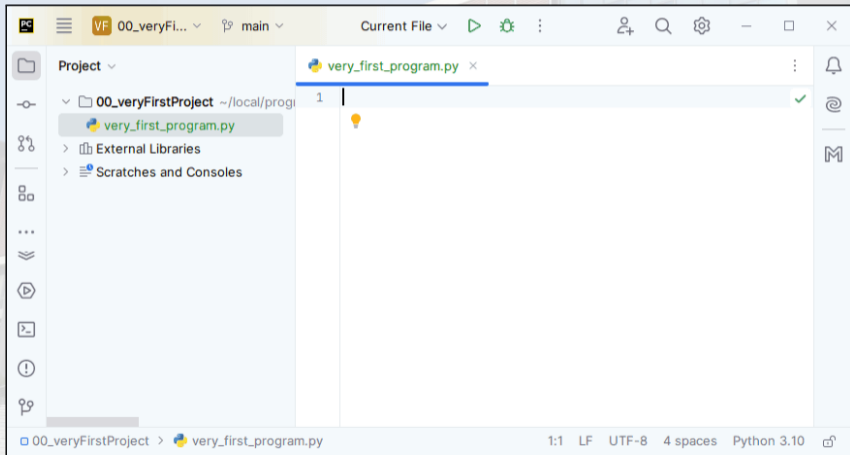 PC VF 00_veryFi... main Current File
Project
very_first_program.py
00_veryFirstProject ~/local/progr
1
very_first_program.py
External Libraries
Scratches and Consoles
00_veryFirstProject > very_first_program.py 1:1 LF UTF-8 4 spaces Python 3.10